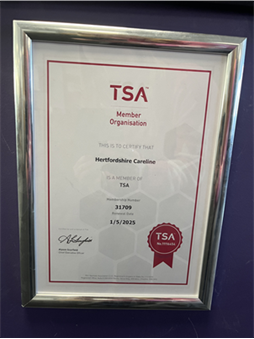 TSA
Member
Organisation
THIS IS TO CERTIFY THAT
Hertfordshire Careline
IS A MEMBER OF
TSA
Membership Number
31709
1/5/2025
TSA